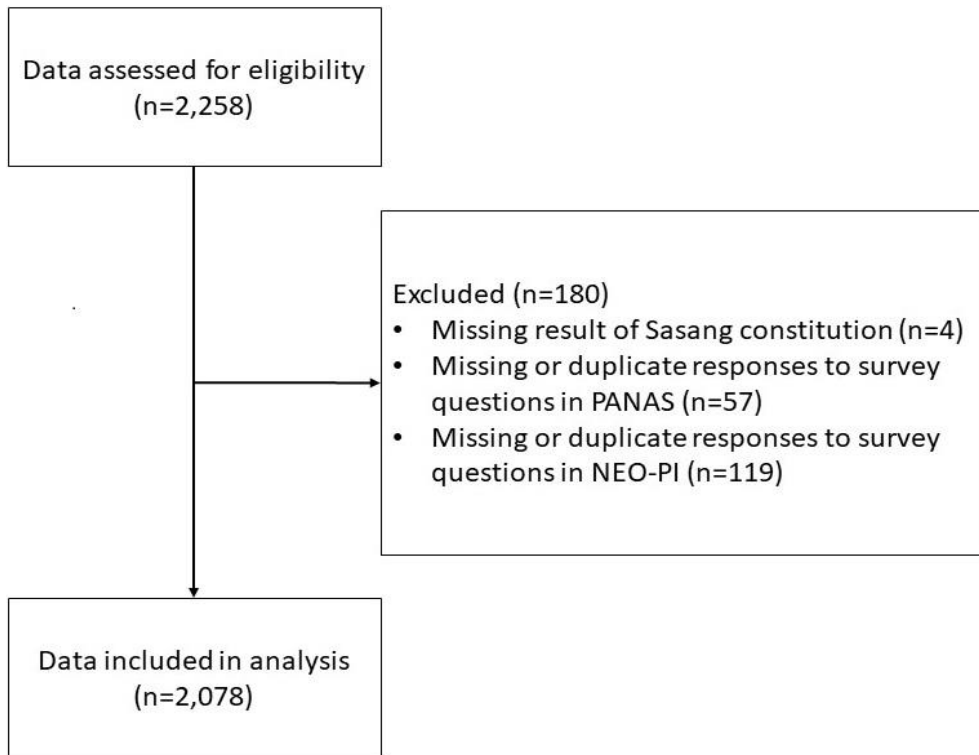 Data assessed for eligibility
(n=2,258)
Excluded (n=180)
• Missing result of Sasang constitution (n=4)
• Missing or duplicate responses to survey
questions in PANAS (n=57)
• Missing or duplicate responses to survey
questions in NEO-PI (n=119)
Data included in analysis
(n=2,078)